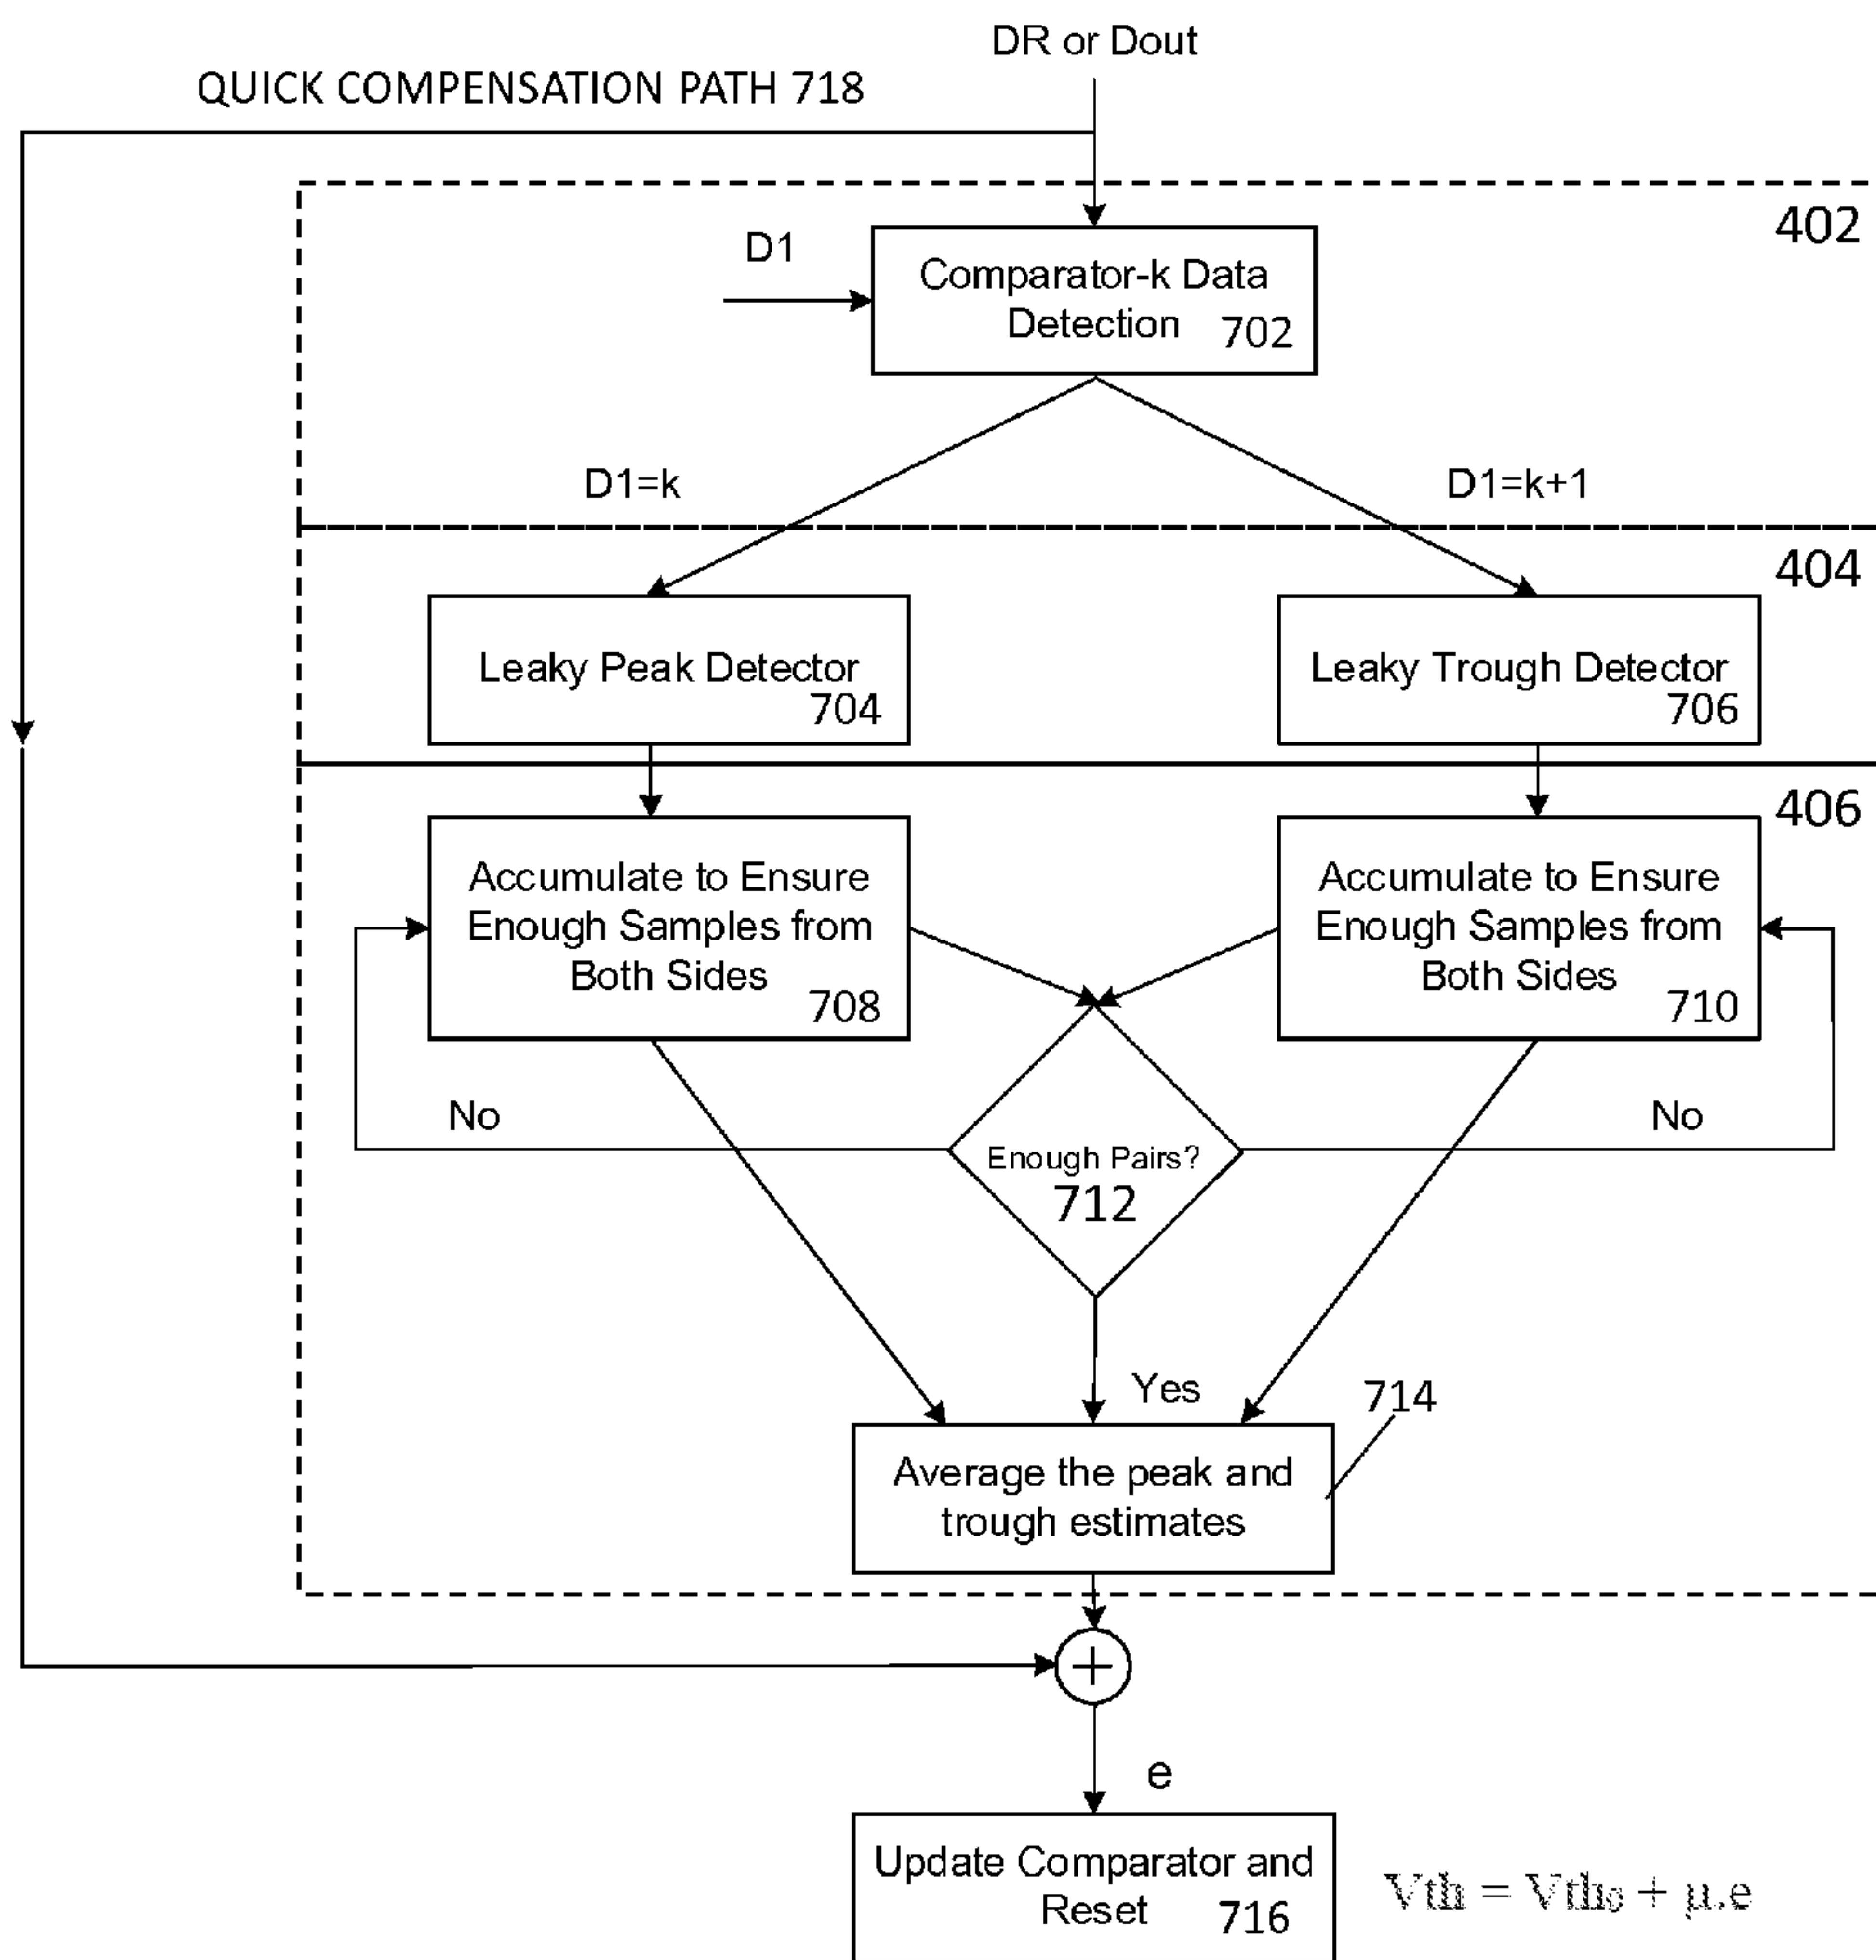 DR or Dout
QUICK COMPENSATION PATH 718
402
D1
Comparator-k Data
Detection 702
D1=k
D1=k+1
404
Leaky Peak Detector
704
Leaky Trough Detector
706
406
Accumulate to Ensure
Enough Samples from
Both Sides
708
Accumulate to Ensure
Enough Samples from
Both Sides
710
No
No
Enough Pairs?
712
Yes
714
Average the peak and
trough estimates
+
e
Update Comparator and
Reset 716
Vth = Vth₀ + μ.e